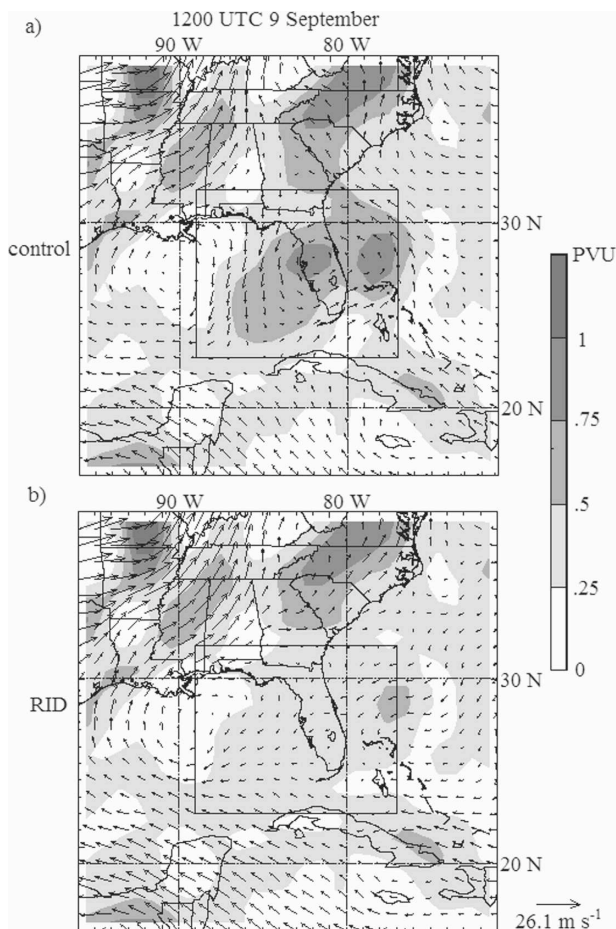 1200 UTC 9 September
a)
90 W 80 W
30 N
control
PVU
1
.75
20 N
.5
b)
90 W 80 W
.25
0
30 N
RID
20 N
26.1 m s-1